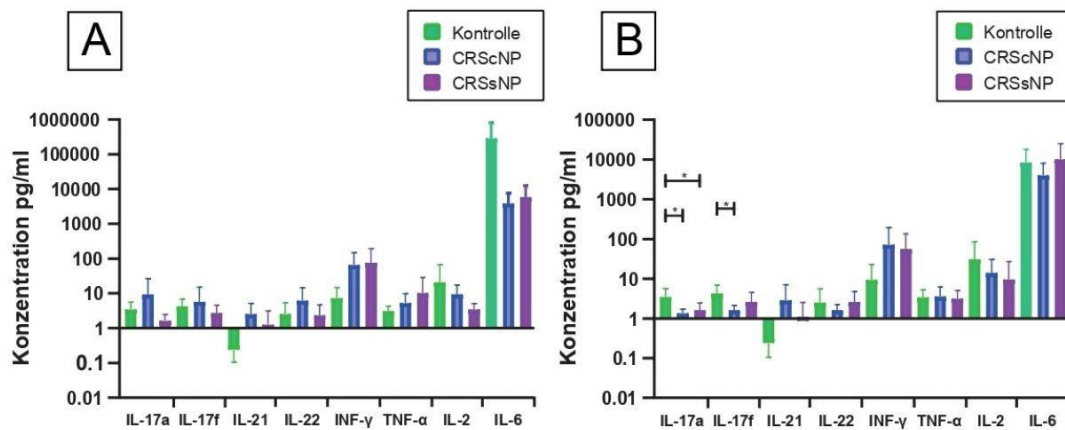 A
Kontrolle
CRScNP
CRSsNP
Konzentration pg/ml
1000000
100000
10000
1000
100
10
1
0.1
0.01
IL-17a IL-17f IL-21 IL-22 INF-γ TNF-α IL-2 IL-6
B
Kontrolle
CRScNP
CRSsNP
Konzentration pg/ml
100000
10000
1000
100
10
1
0.1
0.01
*
*
*
IL-17a IL-17f IL-21 IL-22 INF-γ TNF-α IL-2 IL-6